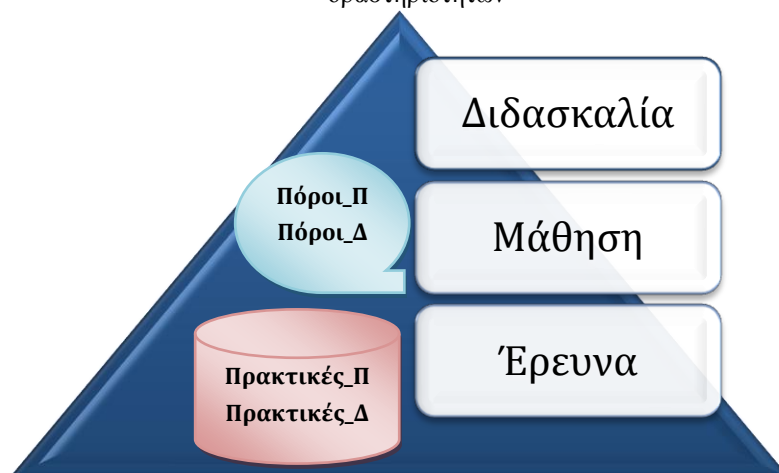 Διδασκαλία
Πόροι_Π
Πόροι_Δ
Μάθηση
Έρευνα
Πρακτικές_Π
Πρακτικές_Δ